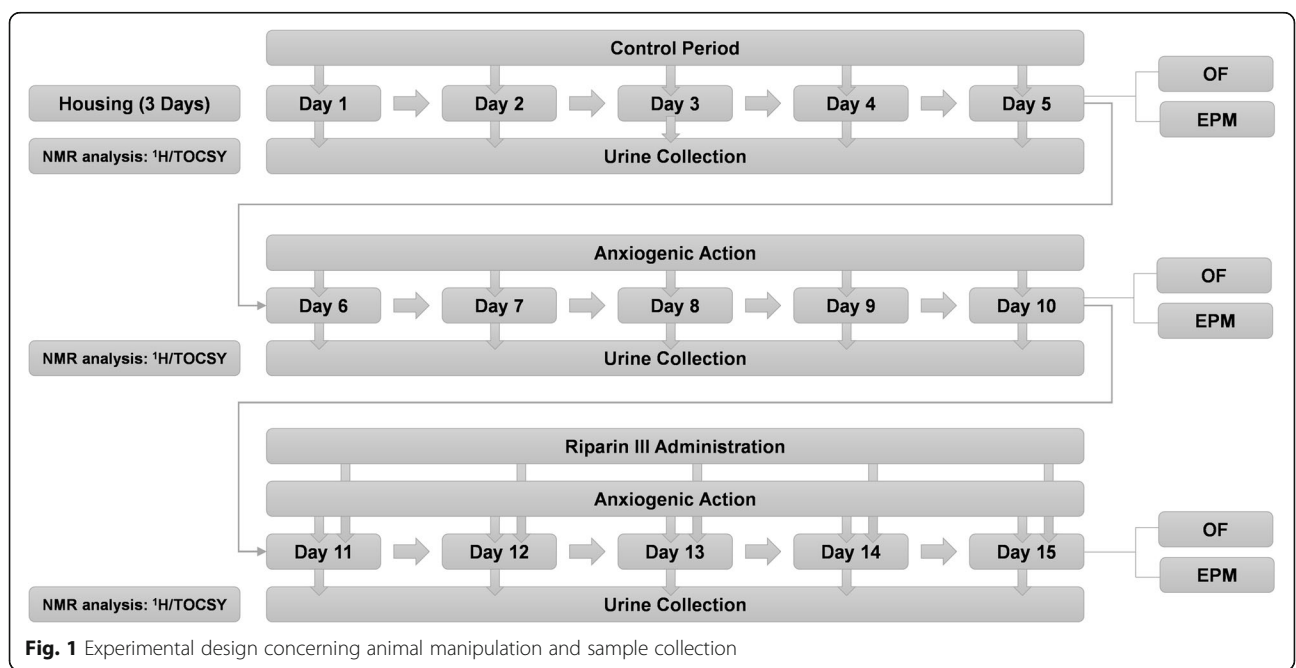 Control Period
OF
Housing (3 Days)
Day 1
Day 2
Day 3
Day 4
Day 5
EPM
NMR analysis: ¹H/TOCSY
Urine Collection
Anxiogenic Action
OF
Day 6
Day 7
Day 8
Day 9
Day 10
EPM
NMR analysis: ¹H/TOCSY
Urine Collection
Riparin III Administration
Anxiogenic Action
OF
Day 11
Day 12
Day 13
Day 14
Day 15
EPM
NMR analysis: ¹H/TOCSY
Urine Collection
Fig. 1 Experimental design concerning animal manipulation and sample collection